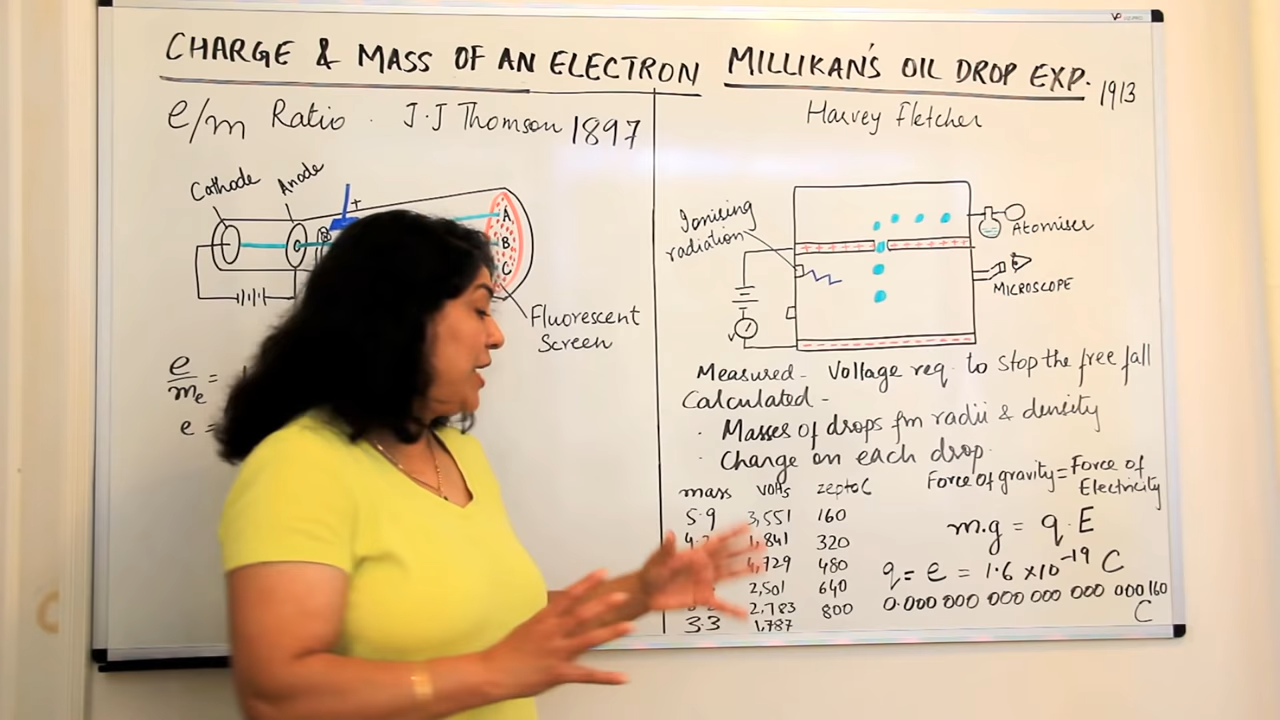 CHARGE & MASS OF AN ELECTRON
e/m Ratio . J.J Thomson 1897
Cathode
Anode
+
A
B
C
Fluorescent
Screen
e/me =
e =
MILLIKAN'S OIL DROP EXP. 1913
Harvey Fletcher
Ionising
radiation
Atomiser
MICROSCOPE
V
Measured - Voltage req. to stop the free fall
Calculated -
· Masses of drops fm radii & density
· Change on each drop.
Force of gravity = Force of
Electricity
mass volts zeptoC
5.9 3,551 160
1,841 320
4,729 480
2,501 640
2,783 800
3.3 1,787
m.g = q.E
q = e = 1.6 x10-19 C
0.000 000 000 000 000 000 160
C